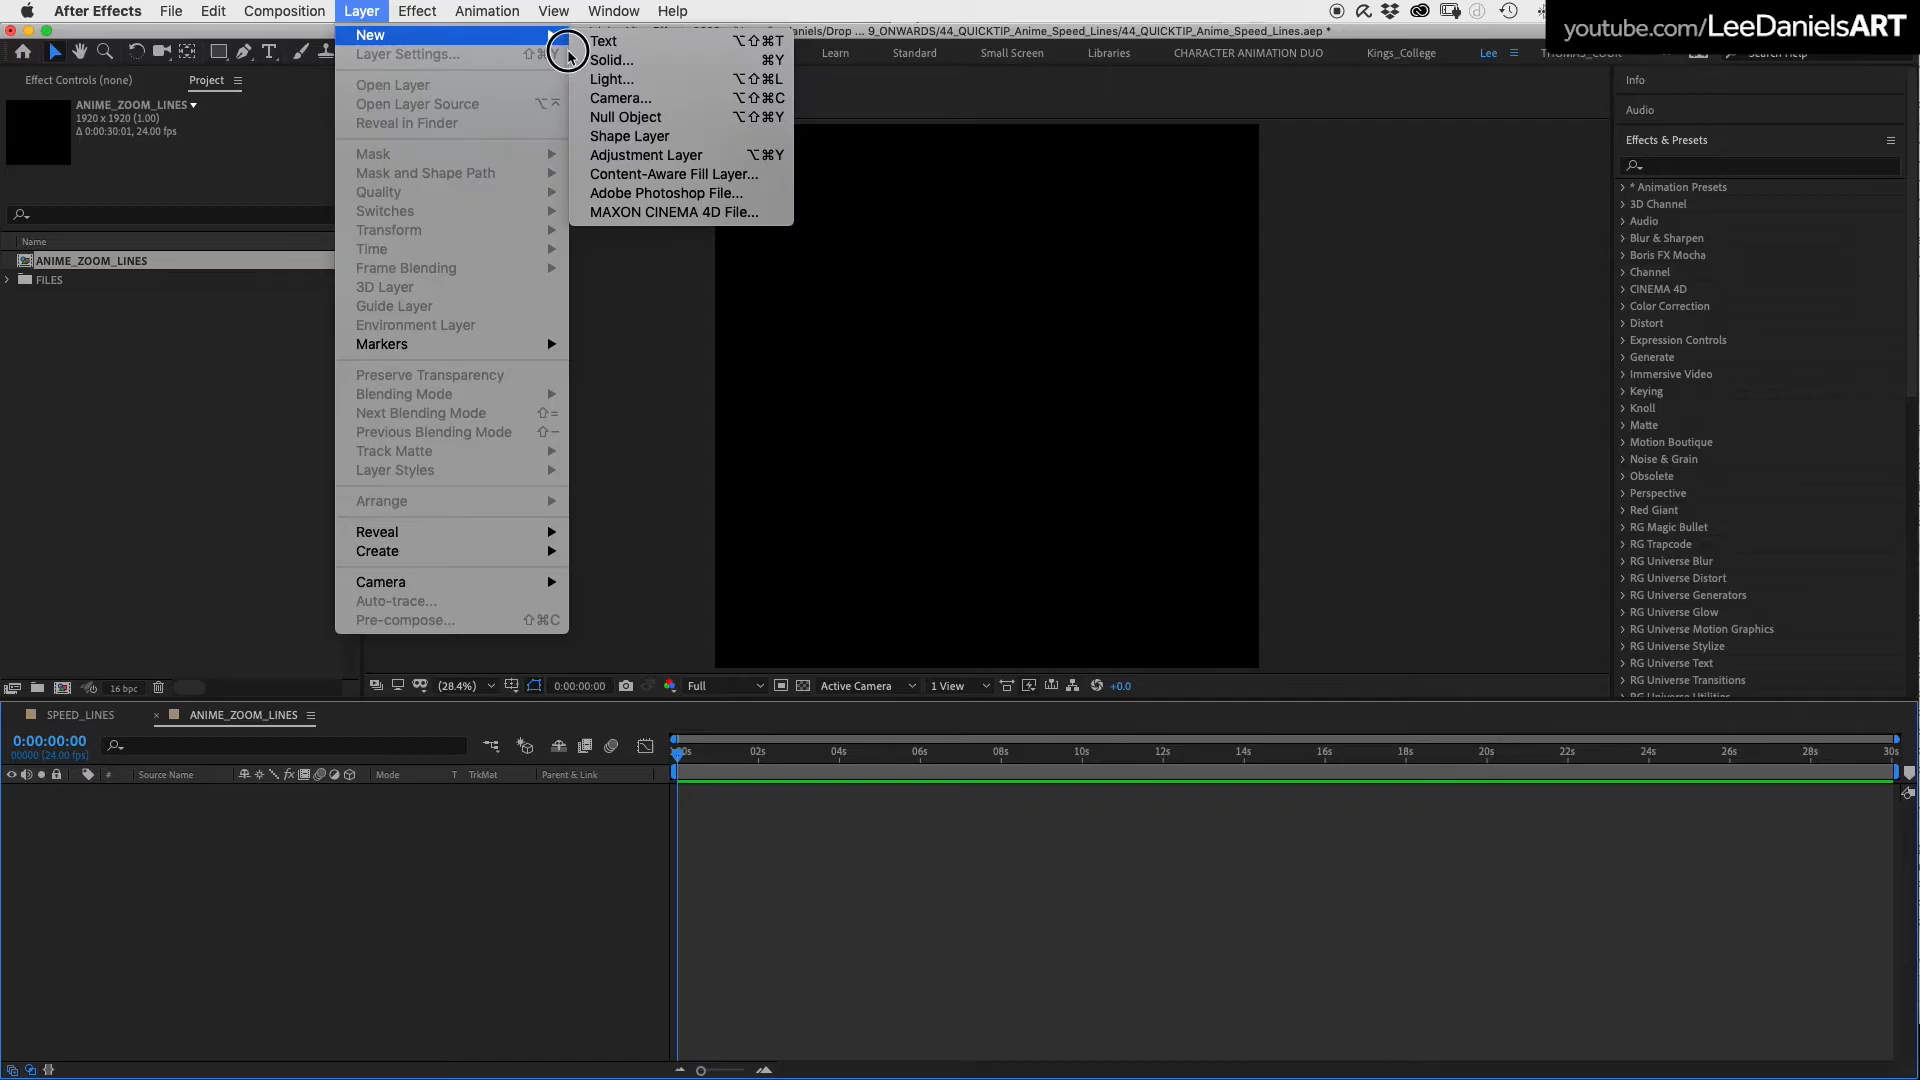 After Effects File Edit Composition Layer Effect Animation View Window Help
youtube.com/LeeDanielsART
aniels/Drop ... 9_ONWARDS/44_QUICKTIP_Anime_Speed_Lines/44_QUICKTIP_Anime_Speed_Lines.aep *
New
Layer Settings...
Open Layer
Open Layer Source
Reveal in Finder
Mask
Mask and Shape Path
Quality
Switches
Transform
Time
Frame Blending
3D Layer
Guide Layer
Environment Layer
Markers
Preserve Transparency
Blending Mode
Next Blending Mode ⇧=
Previous Blending Mode ⇧−
Track Matte
Layer Styles
Arrange
Reveal
Create
Camera
Auto-trace...
Pre-compose... ⇧⌘C
Text ⌥⇧⌘T
Solid... ⌘Y
Light... ⌥⇧⌘L
Camera... ⌥⇧⌘C
Null Object ⌥⇧⌘Y
Shape Layer
Adjustment Layer ⌥⌘Y
Content-Aware Fill Layer...
Adobe Photoshop File...
MAXON CINEMA 4D File...
Learn Standard Small Screen Libraries CHARACTER ANIMATION DUO Kings_College Lee
Effect Controls (none) Project
ANIME_ZOOM_LINES
1920 x 1920 (1.00)
Δ 0:00:30:01, 24.00 fps
Name
ANIME_ZOOM_LINES
FILES
16 bpc
(28.4%) 0:00:00:00 Full Active Camera 1 View +0.0
Info
Audio
Effects & Presets
* Animation Presets
3D Channel
Audio
Blur & Sharpen
Boris FX Mocha
Channel
CINEMA 4D
Color Correction
Distort
Expression Controls
Generate
Immersive Video
Keying
Knoll
Matte
Motion Boutique
Noise & Grain
Obsolete
Perspective
Red Giant
RG Magic Bullet
RG Trapcode
RG Universe Blur
RG Universe Distort
RG Universe Generators
RG Universe Glow
RG Universe Motion Graphics
RG Universe Stylize
RG Universe Text
RG Universe Transitions
RG Universe Utilities
SPEED_LINES × ANIME_ZOOM_LINES
0:00:00:00
00000 (24.00 fps)
# Source Name Mode T TrkMat Parent & Link
02s 04s 06s 08s 10s 12s 14s 16s 18s 20s 22s 24s 26s 28s 30s